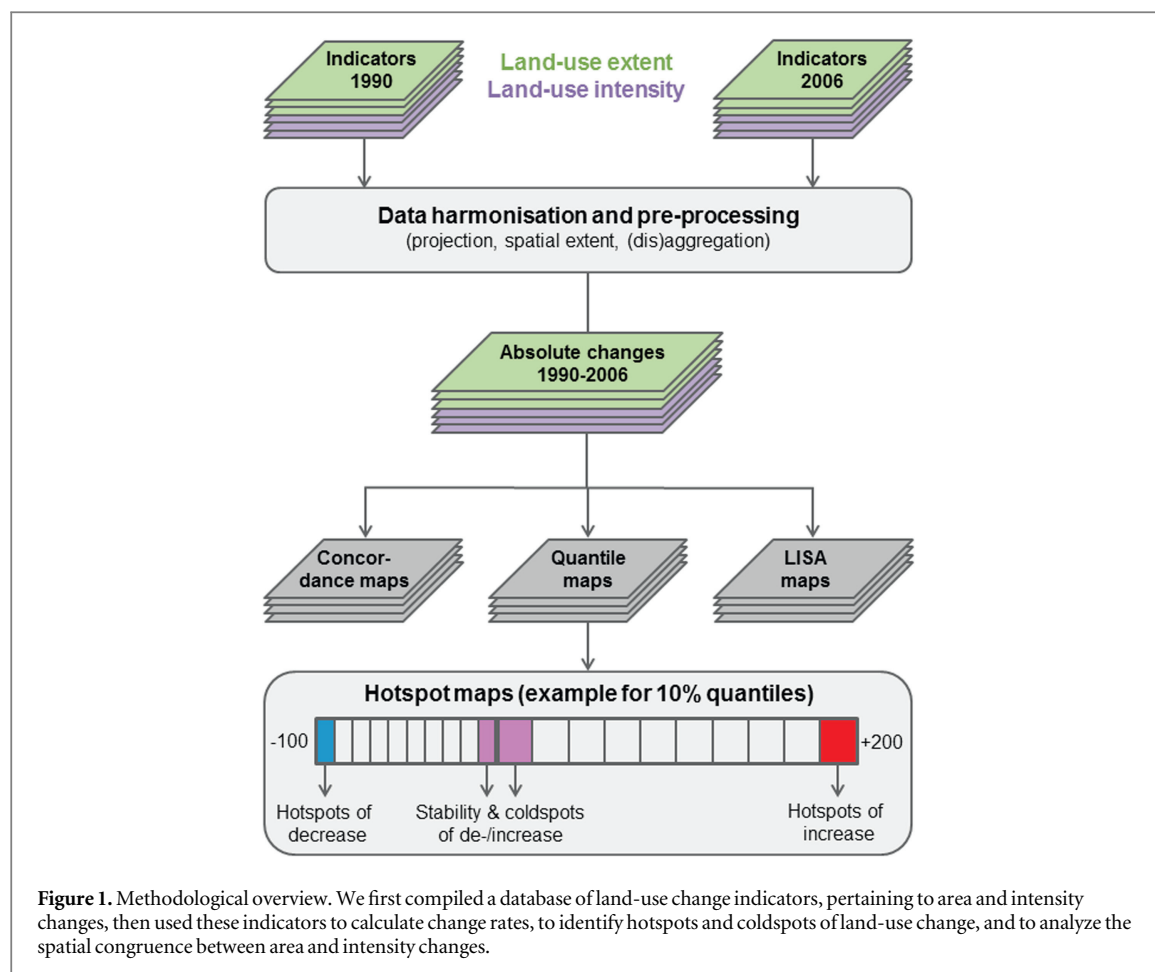 Indicators
1990
Land-use extent
Land-use intensity
Indicators
2006
Data harmonisation and pre-processing
(projection, spatial extent, (dis)aggregation)
Absolute changes
1990-2006
Concor-
dance maps
Quantile
maps
LISA
maps
Hotspot maps (example for 10% quantiles)
-100
+200
Hotspots of
decrease
Stability & coldspots
of de-/increase
Hotspots of
increase
Figure 1. Methodological overview. We first compiled a database of land-use change indicators, pertaining to area and intensity
changes, then used these indicators to calculate change rates, to identify hotspots and coldspots of land-use change, and to analyze the
spatial congruence between area and intensity changes.